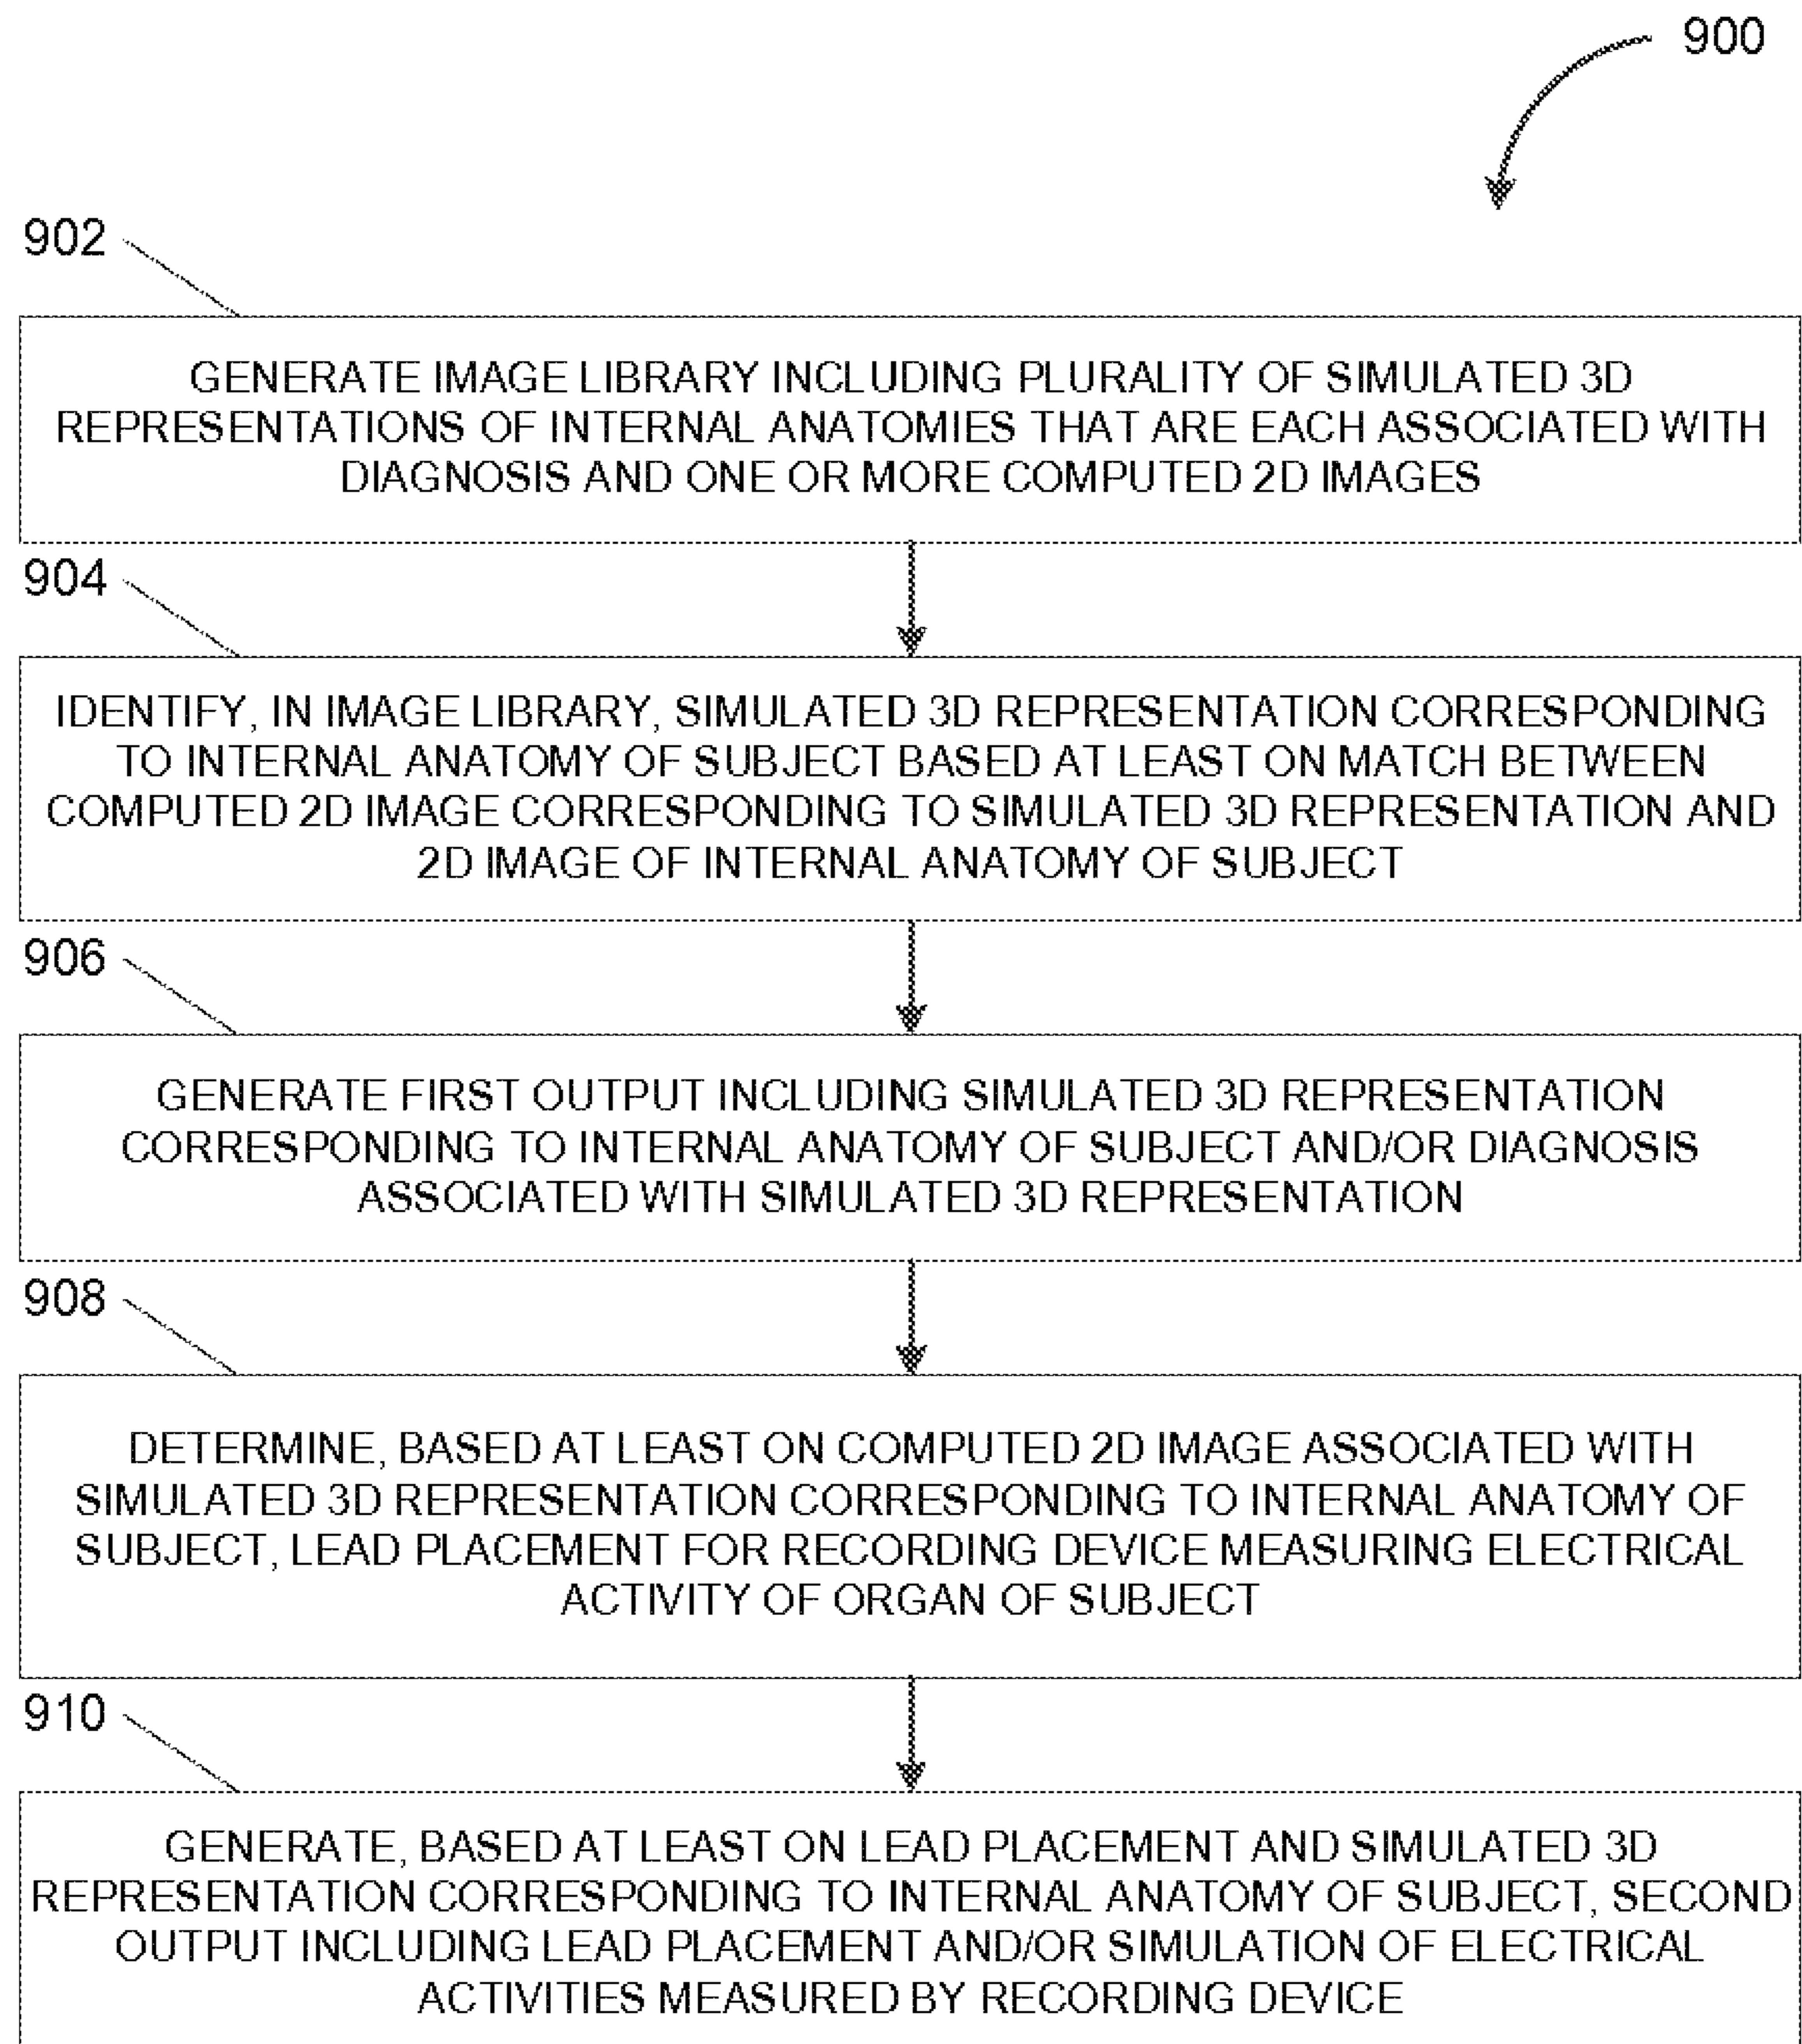 900
902
GENERATE IMAGE LIBRARY INCLUDING PLURALITY OF SIMULATED 3D
REPRESENTATIONS OF INTERNAL ANATOMIES THAT ARE EACH ASSOCIATED WITH
DIAGNOSIS AND ONE OR MORE COMPUTED 2D IMAGES
904
IDENTIFY, IN IMAGE LIBRARY, SIMULATED 3D REPRESENTATION CORRESPONDING
TO INTERNAL ANATOMY OF SUBJECT BASED AT LEAST ON MATCH BETWEEN
COMPUTED 2D IMAGE CORRESPONDING TO SIMULATED 3D REPRESENTATION AND
2D IMAGE OF INTERNAL ANATOMY OF SUBJECT
906
GENERATE FIRST OUTPUT INCLUDING SIMULATED 3D REPRESENTATION
CORRESPONDING TO INTERNAL ANATOMY OF SUBJECT AND/OR DIAGNOSIS
ASSOCIATED WITH SIMULATED 3D REPRESENTATION
908
DETERMINE, BASED AT LEAST ON COMPUTED 2D IMAGE ASSOCIATED WITH
SIMULATED 3D REPRESENTATION CORRESPONDING TO INTERNAL ANATOMY OF
SUBJECT, LEAD PLACEMENT FOR RECORDING DEVICE MEASURING ELECTRICAL
ACTIVITY OF ORGAN OF SUBJECT
910
GENERATE, BASED AT LEAST ON LEAD PLACEMENT AND SIMULATED 3D
REPRESENTATION CORRESPONDING TO INTERNAL ANATOMY OF SUBJECT, SECOND
OUTPUT INCLUDING LEAD PLACEMENT AND/OR SIMULATION OF ELECTRICAL
ACTIVITIES MEASURED BY RECORDING DEVICE